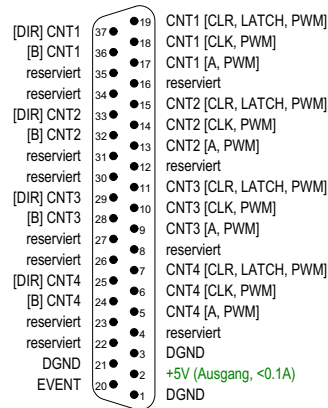 19 CNT1 [CLR, LATCH, PWM]
[DIR] CNT1 37
18 CNT1 [CLK, PWM]
[B] CNT1 36
17 CNT1 [A, PWM]
reserviert 35
16 reserviert
reserviert 34
15 CNT2 [CLR, LATCH, PWM]
[DIR] CNT2 33
14 CNT2 [CLK, PWM]
[B] CNT2 32
13 CNT2 [A, PWM]
reserviert 31
12 reserviert
reserviert 30
11 CNT3 [CLR, LATCH, PWM]
[DIR] CNT3 29
10 CNT3 [CLK, PWM]
[B] CNT3 28
9 CNT3 [A, PWM]
reserviert 27
8 reserviert
reserviert 26
7 CNT4 [CLR, LATCH, PWM]
[DIR] CNT4 25
6 CNT4 [CLK, PWM]
[B] CNT4 24
5 CNT4 [A, PWM]
reserviert 23
4 reserviert
reserviert 22
3 DGND
DGND 21
2 +5V (Ausgang, <0.1A)
EVENT 20
1 DGND